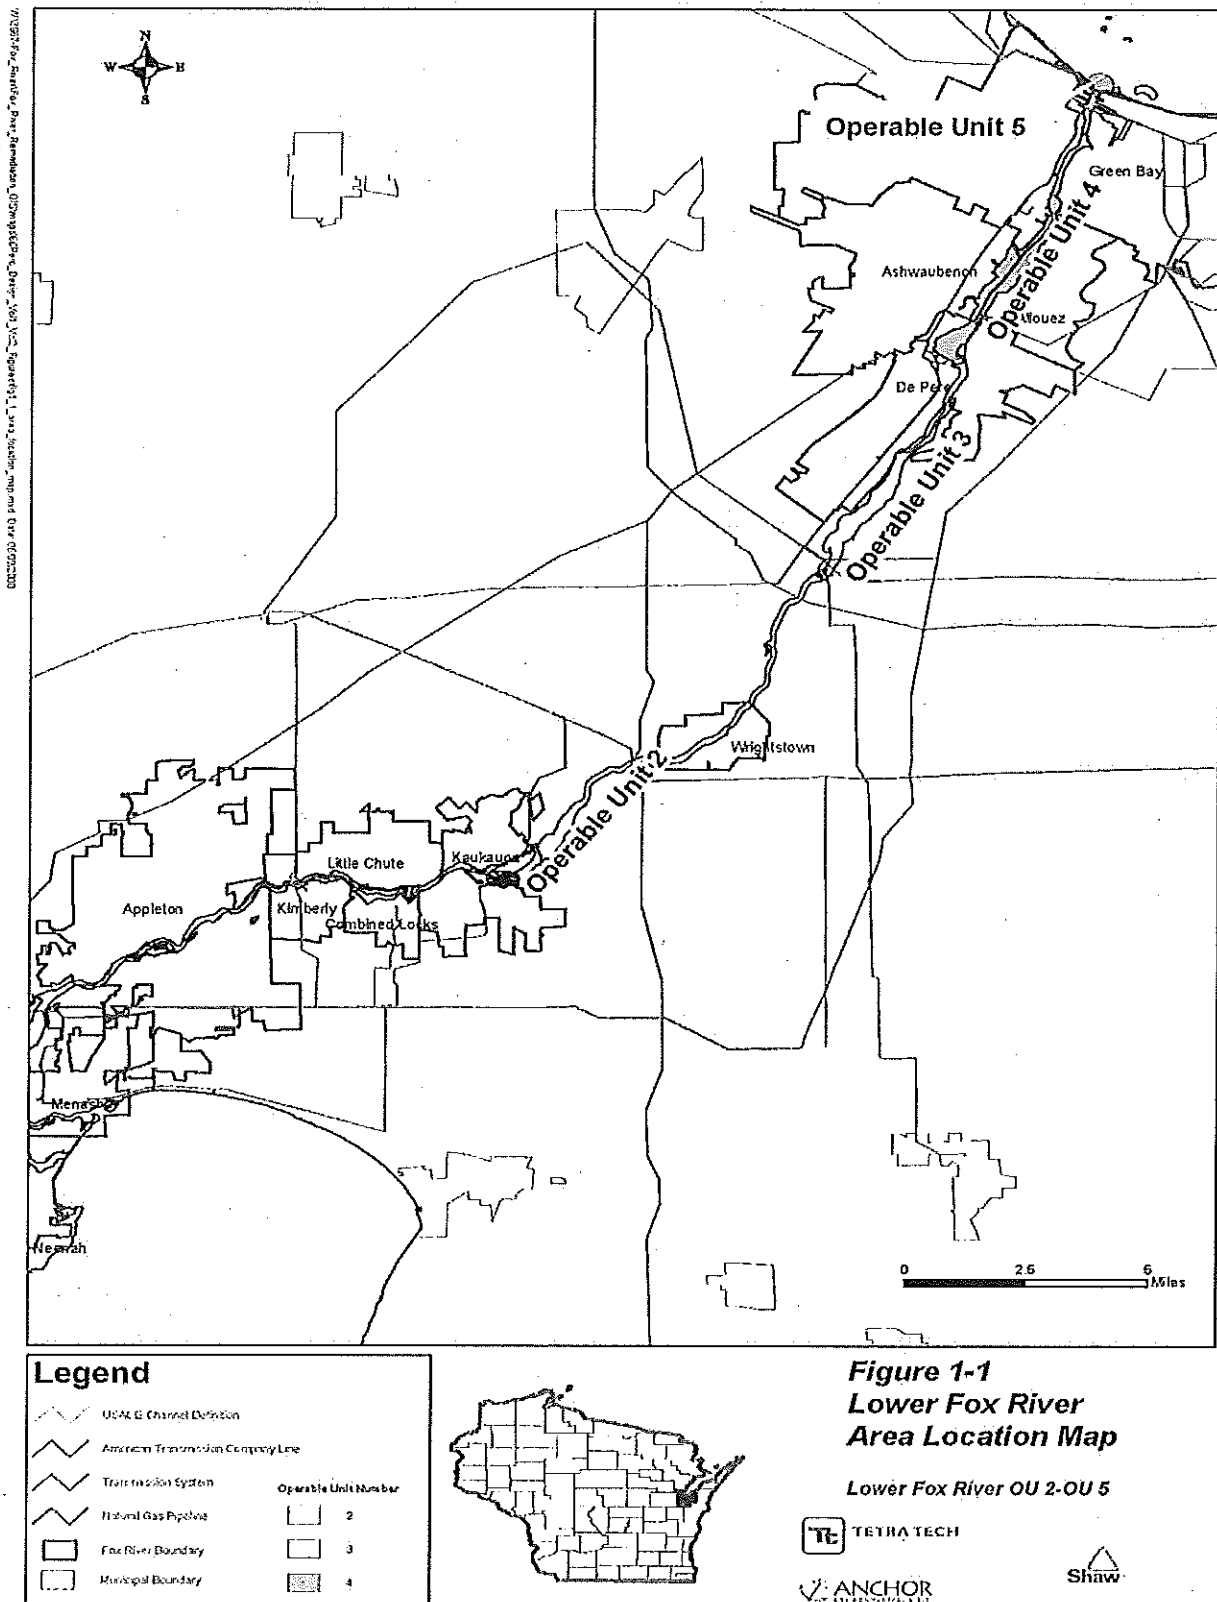 N
W E
S
Operable Unit 5
Green Bay
Operable Unit 4
Ashwaubenon
De Pere
Operable Unit 3
Wrightstown
Operable Unit 2
Kaukauna
Little Chute
Appleton
Kimberly
Combined Locks
Menasha
Neenah
0 2.5 5
Miles
Legend
American Transmission Company Line
Transmission System
Natural Gas Pipeline
Fox River Boundary
Municipal Boundary
Operable Unit Number
2
3
4
Figure 1-1
Lower Fox River
Area Location Map
Lower Fox River OU 2-OU 5
TETRA TECH
ANCHOR
Shaw